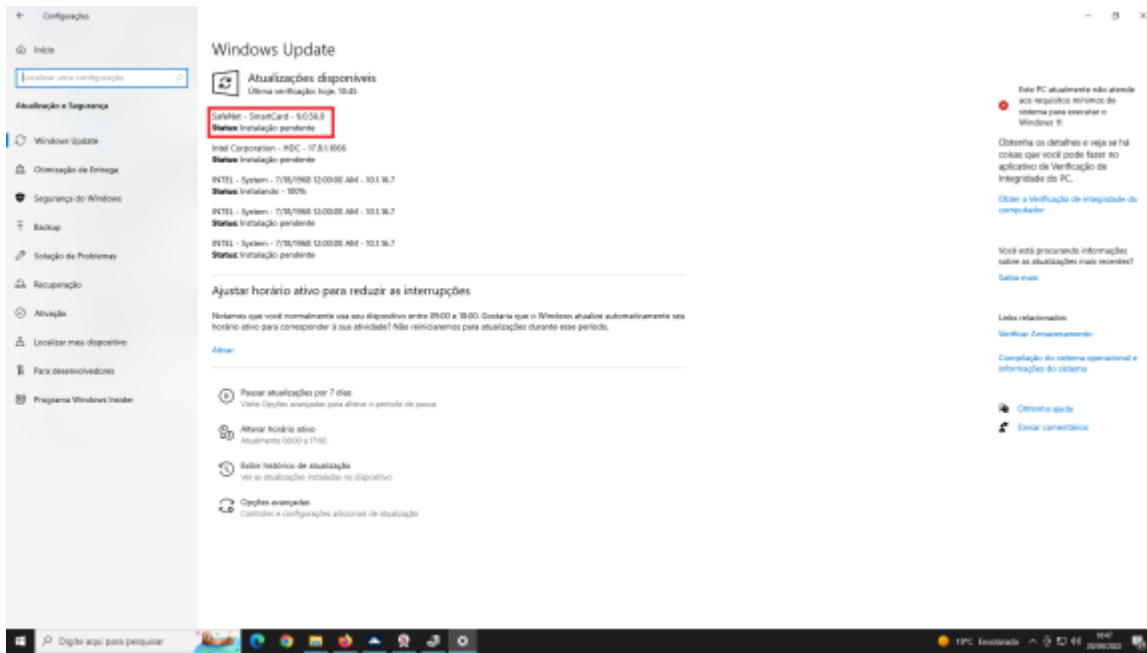 Configurações
Início
Localizar uma configuração
Atualização e Segurança
Windows Update
Otimização de Entrega
Segurança do Windows
Backup
Solução de Problemas
Recuperação
Ativação
Localizar meu dispositivo
Para desenvolvedores
Programa Windows Insider
Windows Update
Atualizações disponíveis
Última verificação: hoje, 10:45
SafeNet - SmartCard - 9.0.56.0
Status: Instalação pendente
Intel Corporation - HDC - 17.8.1.1066
Status: Instalação pendente
INTEL - System - 7/18/1968 12:00:00 AM - 10.1.16.7
Status: Instalando - 100%
INTEL - System - 7/18/1968 12:00:00 AM - 10.1.16.7
Status: Instalação pendente
INTEL - System - 7/18/1968 12:00:00 AM - 10.1.16.7
Status: Instalação pendente
Ajustar horário ativo para reduzir as interrupções
Notamos que você normalmente usa seu dispositivo entre 09:00 e 18:00. Gostaria que o Windows atualize automaticamente seu
horário ativo para corresponder à sua atividade? Não reiniciaremos para atualizações durante esse período.
Ativar
Pausar atualizações por 7 dias
Visite Opções avançadas para alterar o período de pausa
Alterar horário ativo
Atualmente 08:00 a 17:00
Exibir histórico de atualização
Ver as atualizações instaladas no dispositivo
Opções avançadas
Controles e configurações adicionais de atualização
Este PC atualmente não atende
aos requisitos mínimos de
sistema para executar o
Windows 11
Obtenha os detalhes e veja se há
coisas que você pode fazer no
aplicativo de Verificação de
Integridade do PC.
Obter a Verificação de integridade do
computador
Você está procurando informações
sobre as atualizações mais recentes?
Saiba mais
Links relacionados
Verificar Armazenamento
Compilação do sistema operacional e
informações do sistema
Obtenha ajuda
Enviar comentários
Digite aqui para pesquisar
19°C Ensolarado
10:47